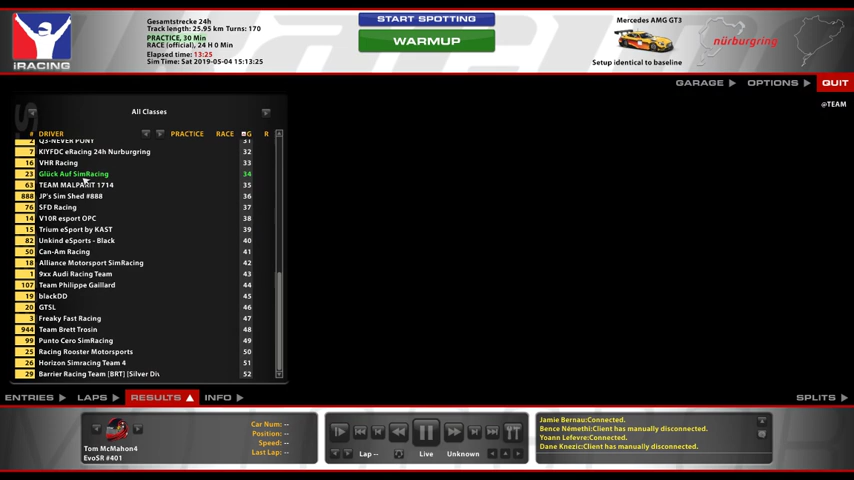 iRACING
Gesamtstrecke 24h
Track length: 25.95 km Turns: 170
PRACTICE, 30 Min
RACE (official), 24 H 0 Min
Elapsed time: 13:25
Sim Time: Sat 2019-05-04 15:13:25
START SPOTTING
WARMUP
Mercedes AMG GT3
Setup identical to baseline
nürburgring
GARAGE OPTIONS QUIT
@TEAM
All Classes
# DRIVER PRACTICE RACE G R
2 Q3-NEVER PONY 31
7 KIYFDC eRacing 24h Nurburgring 32
16 VHR Racing 33
23 Glück Auf SimRacing 34
63 TEAM MALPARIT 1714 35
888 JP's Sim Shed #888 36
76 SFD Racing 37
14 V10R esport OPC 38
15 Trium eSport by KAST 39
82 Unkind eSports - Black 40
50 Can-Am Racing 41
18 Alliance Motorsport SimRacing 42
1 9xx Audi Racing Team 43
107 Team Philippe Gaillard 44
19 blackDD 45
20 GTSL 46
3 Freaky Fast Racing 47
944 Team Brett Trosin 48
99 Punto Cero SimRacing 49
25 Racing Rooster Motorsports 50
26 Horizon Simracing Team 4 51
29 Barrier Racing Team [BRT] [Silver Div 52
ENTRIES LAPS RESULTS INFO SPLITS
Tom McMahon4
EvoSR #401
Car Num: --
Position: --
Speed: --
Last Lap: --
Lap -- Live Unknown
Jamie Bernau:Connected.
Bence Némethi:Client has manually disconnected.
Yoann Lefevre:Connected.
Dane Knezic:Client has manually disconnected.